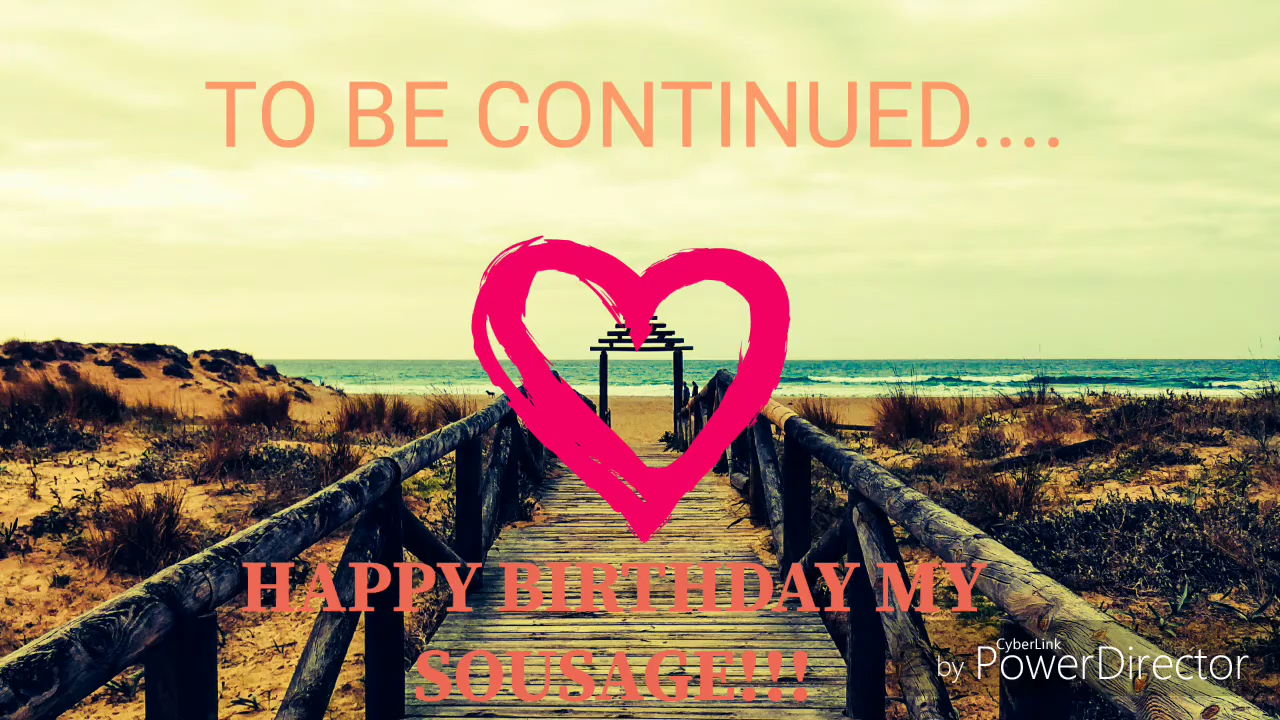 TO BE CONTINUED....
HAPPY BIRTHDAY MY
SOUSAGE!!!
CyberLink
by PowerDirector